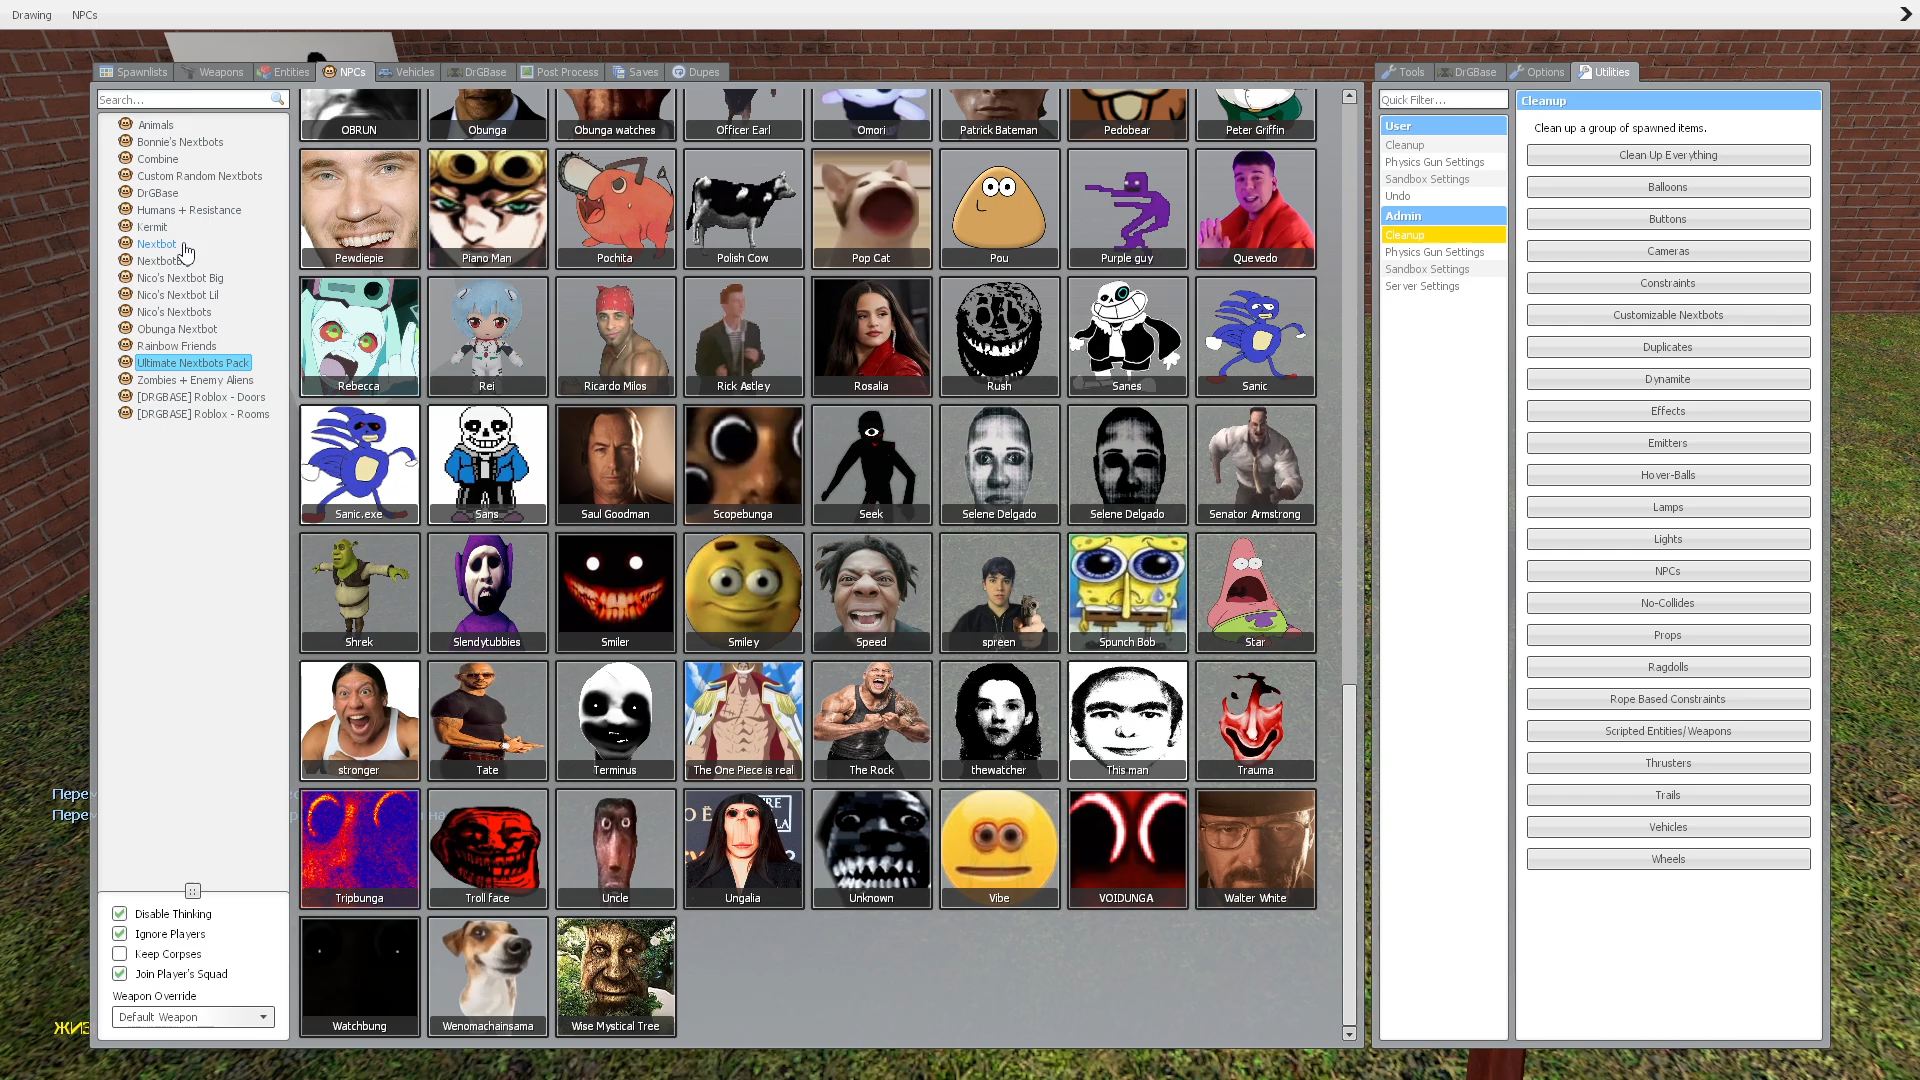 Drawing NPCs
Spawnlists Weapons Entities NPCs Vehicles DrGBase Post Process Saves Dupes
Search...
Animals
Bonnie's Nextbots
Combine
Custom Random Nextbots
DrGBase
Humans + Resistance
Kermit
Nextbot
Nextbot
Nico's Nextbot Big
Nico's Nextbot Lil
Nico's Nextbots
Obunga Nextbot
Rainbow Friends
Ultimate Nextbots Pack
Zombies + Enemy Aliens
[DRGBASE] Roblox - Doors
[DRGBASE] Roblox - Rooms
Disable Thinking
Ignore Players
Keep Corpses
Join Player's Squad
Weapon Override
Default Weapon
Пере
Пере
на
ЖИЗ
OBRUN Obunga Obunga watches Officer Earl Omori Patrick Bateman Pedobear Peter Griffin
Pewdiepie Piano Man Pochita Polish Cow Pop Cat Pou Purple guy Quevedo
Rebecca Rei Ricardo Milos Rick Astley Rosalia Rush Sanes Sanic
Sanic.exe Sans Saul Goodman Scopebunga Seek Selene Delgado Selene Delgado Senator Armstrong
Shrek Slendytubbies Smiler Smiley Speed spreen Spunch Bob Star
stronger Tate Terminus The One Piece is real The Rock thewatcher This man Trauma
Tripbunga Troll face Uncle Ungalia Unknown Vibe VOIDUNGA Walter White
Watchbung Wenomachainsama Wise Mystical Tree
Tools DrGBase Options Utilities
Quick Filter...
User
Cleanup
Physics Gun Settings
Sandbox Settings
Undo
Admin
Cleanup
Physics Gun Settings
Sandbox Settings
Server Settings
Cleanup
Clean up a group of spawned items.
Clean Up Everything
Balloons
Buttons
Cameras
Constraints
Customizable Nextbots
Duplicates
Dynamite
Effects
Emitters
Hover-Balls
Lamps
Lights
NPCs
No-Collides
Props
Ragdolls
Rope Based Constraints
Scripted Entities/Weapons
Thrusters
Trails
Vehicles
Wheels